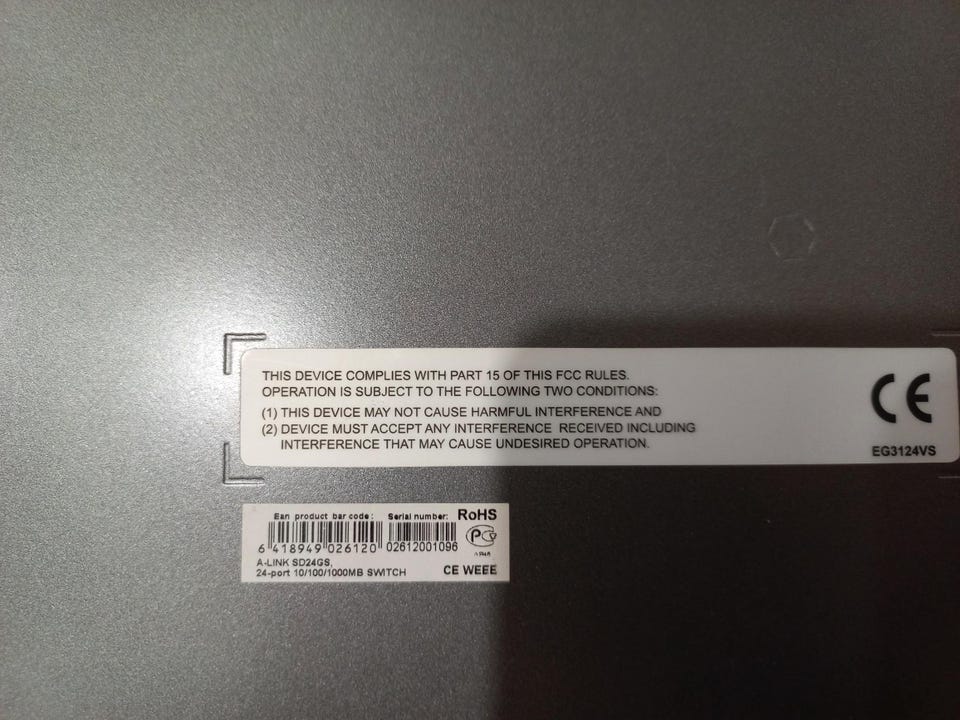 THIS DEVICE COMPLIES WITH PART 15 OF THIS FCC RULES.
OPERATION IS SUBJECT TO THE FOLLOWING TWO CONDITIONS:
(1) THIS DEVICE MAY NOT CAUSE HARMFUL INTERFERENCE AND
(2) DEVICE MUST ACCEPT ANY INTERFERENCE RECEIVED INCLUDING
INTERFERENCE THAT MAY CAUSE UNDESIRED OPERATION.
CE
EG3124VS
Ean product bar code: Serial number: RoHS
6 418949 026120 02612001096
A-LINK SD24GS,
24-port 10/100/1000MB SWITCH CE WEEE